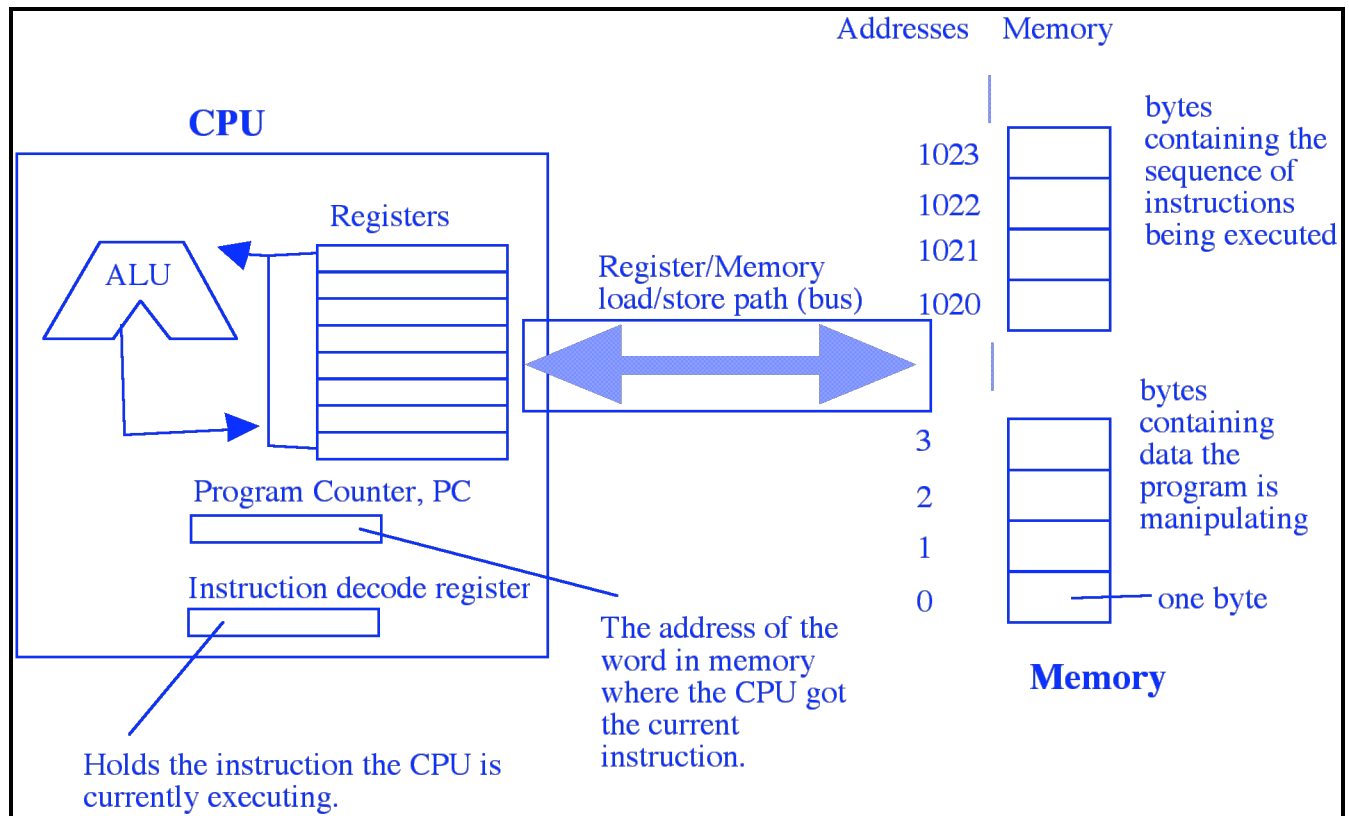 Addresses Memory
CPU
Registers
ALU
Program Counter, PC
Instruction decode register
Holds the instruction the CPU is
currently executing.
Register/Memory
load/store path (bus)
The address of the
word in memory
where the CPU got
the current
instruction.
1023
1022
1021
1020
bytes
containing the
sequence of
instructions
being executed
3
2
1
0
bytes
containing
data the
program is
manipulating
one byte
Memory